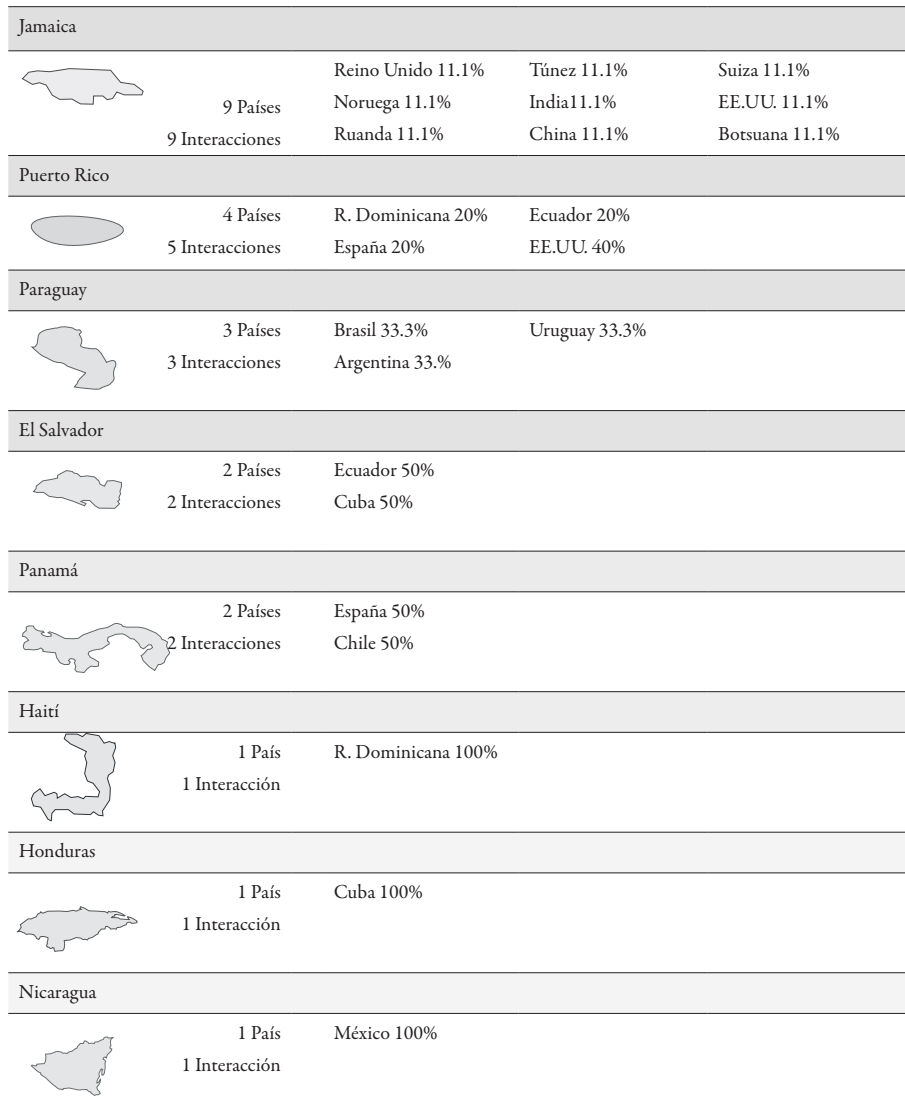 Jamaica
9 Países
9 Interacciones
Reino Unido 11.1% Túnez 11.1% Suiza 11.1%
Noruega 11.1% India11.1% EE.UU. 11.1%
Ruanda 11.1% China 11.1% Botsuana 11.1%
Puerto Rico
4 Países R. Dominicana 20% Ecuador 20%
5 Interacciones España 20% EE.UU. 40%
Paraguay
3 Países Brasil 33.3% Uruguay 33.3%
3 Interacciones Argentina 33.%
El Salvador
2 Países Ecuador 50%
2 Interacciones Cuba 50%
Panamá
2 Países España 50%
2 Interacciones Chile 50%
Haití
1 País R. Dominicana 100%
1 Interacción
Honduras
1 País Cuba 100%
1 Interacción
Nicaragua
1 País México 100%
1 Interacción